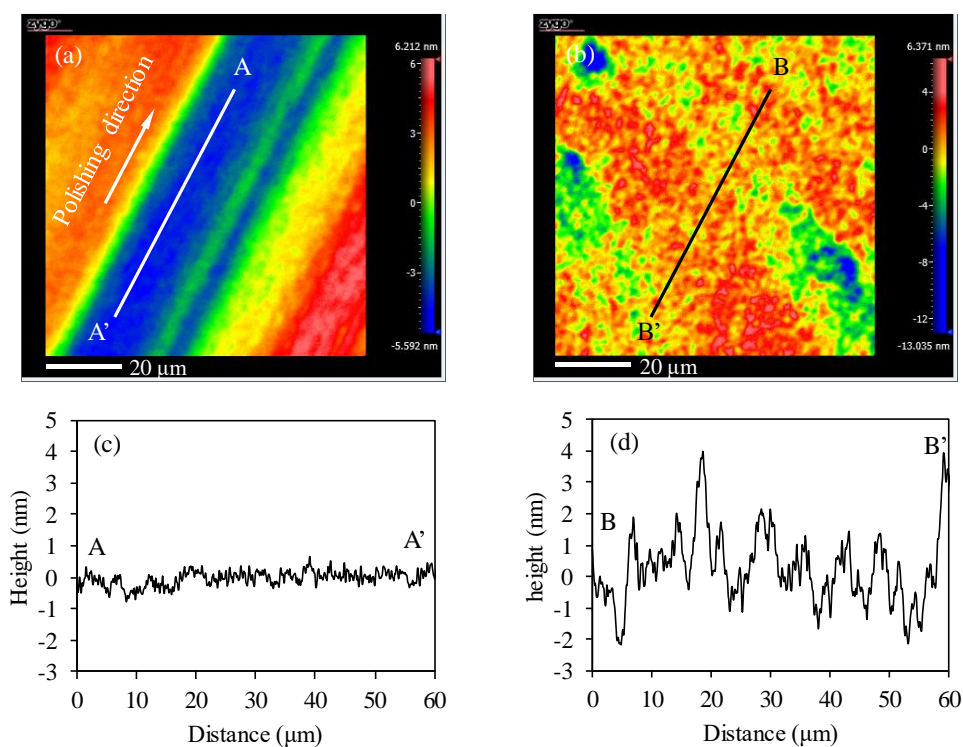 zygo
(a)
A
Polishing direction
A’
20 μm
6.212 nm
6
3
0
-3
-5.592 nm
zygo
(b)
B
B’
20 μm
6.371 nm
4
0
-4
-8
-12
-13.035 nm
(c)
A
A’
5
4
3
2
1
0
-1
-2
-3
Height (nm)
0 10 20 30 40 50 60
Distance (μm)
(d)
B
B’
5
4
3
2
1
0
-1
-2
-3
height (nm)
0 10 20 30 40 50 60
Distance (μm)